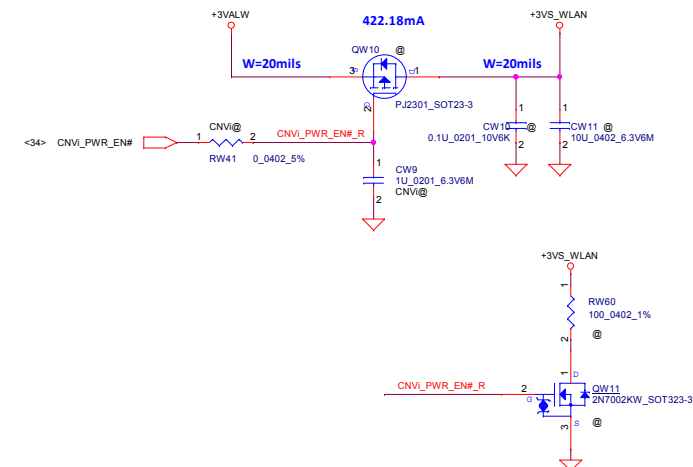 +3VALW
422.18mA
+3VS_WLAN
QW10
@
W=20mils
W=20mils
3
S
D
1
G
2
PJ2301_SOT23-3
CNVi@
<34>
CNVi_PWR_EN#
1
2
CNVi_PWR_EN#_R
RW41
0_0402_5%
1
CW10
@
0.1U_0201_10V6K
2
1
CW11
@
10U_0402_6.3V6M
2
1
CW9
1U_0201_6.3V6M
CNVi@
2
+3VS_WLAN
1
RW60
100_0402_1%
2
@
1
D
CNVi_PWR_EN#_R
2
G
QW11
2N7002KW_SOT323-3
S
3
@